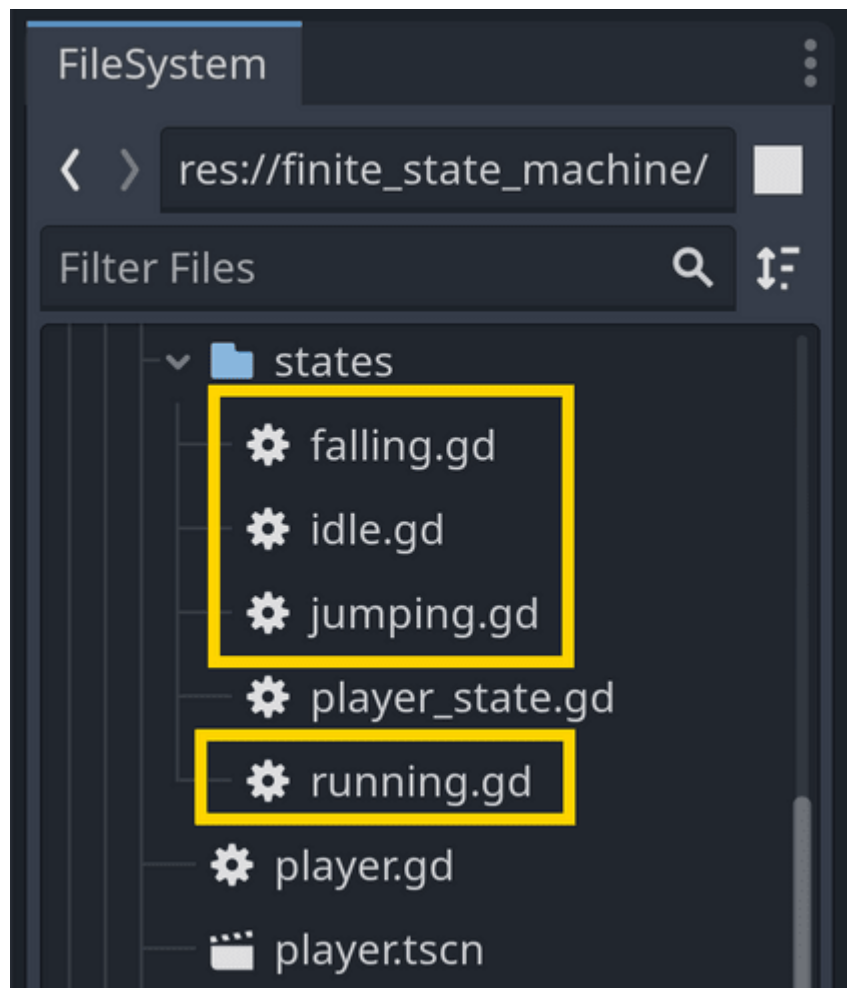 FileSystem
res://finite_state_machine/
Filter Files
states
falling.gd
idle.gd
jumping.gd
player_state.gd
running.gd
player.gd
player.tscn